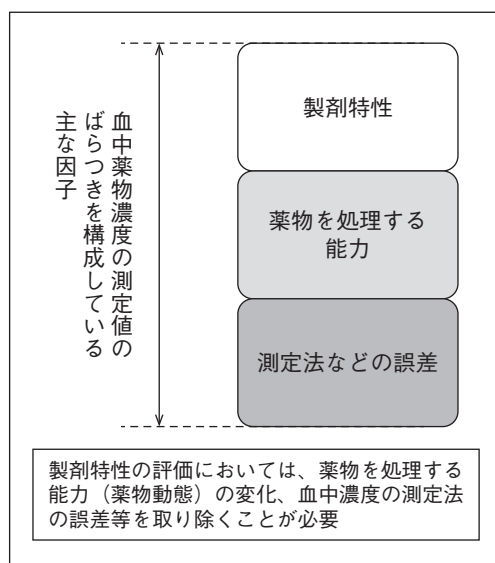 血中薬物濃度の測定値の
ばらつきを構成している
主な因子
製剤特性
薬物を処理する
能力
測定法などの誤差
製剤特性の評価においては、薬物を処理する
能力（薬物動態）の変化、血中濃度の測定法
の誤差等を取り除くことが必要